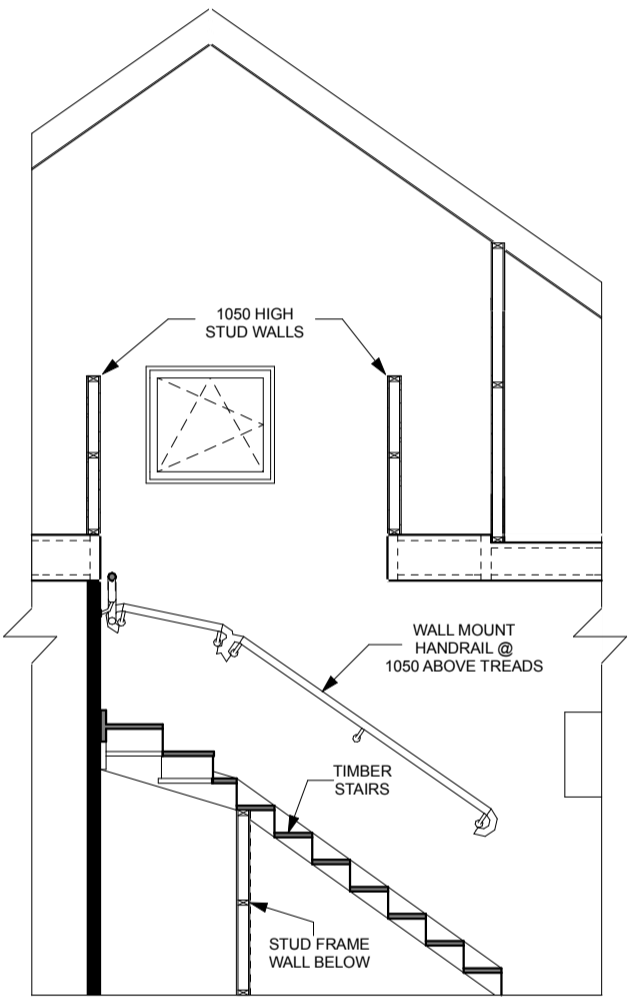 1050 HIGH
STUD WALLS
WALL MOUNT
HANDRAIL @
1050 ABOVE TREADS
TIMBER
STAIRS
STUD FRAME
WALL BELOW